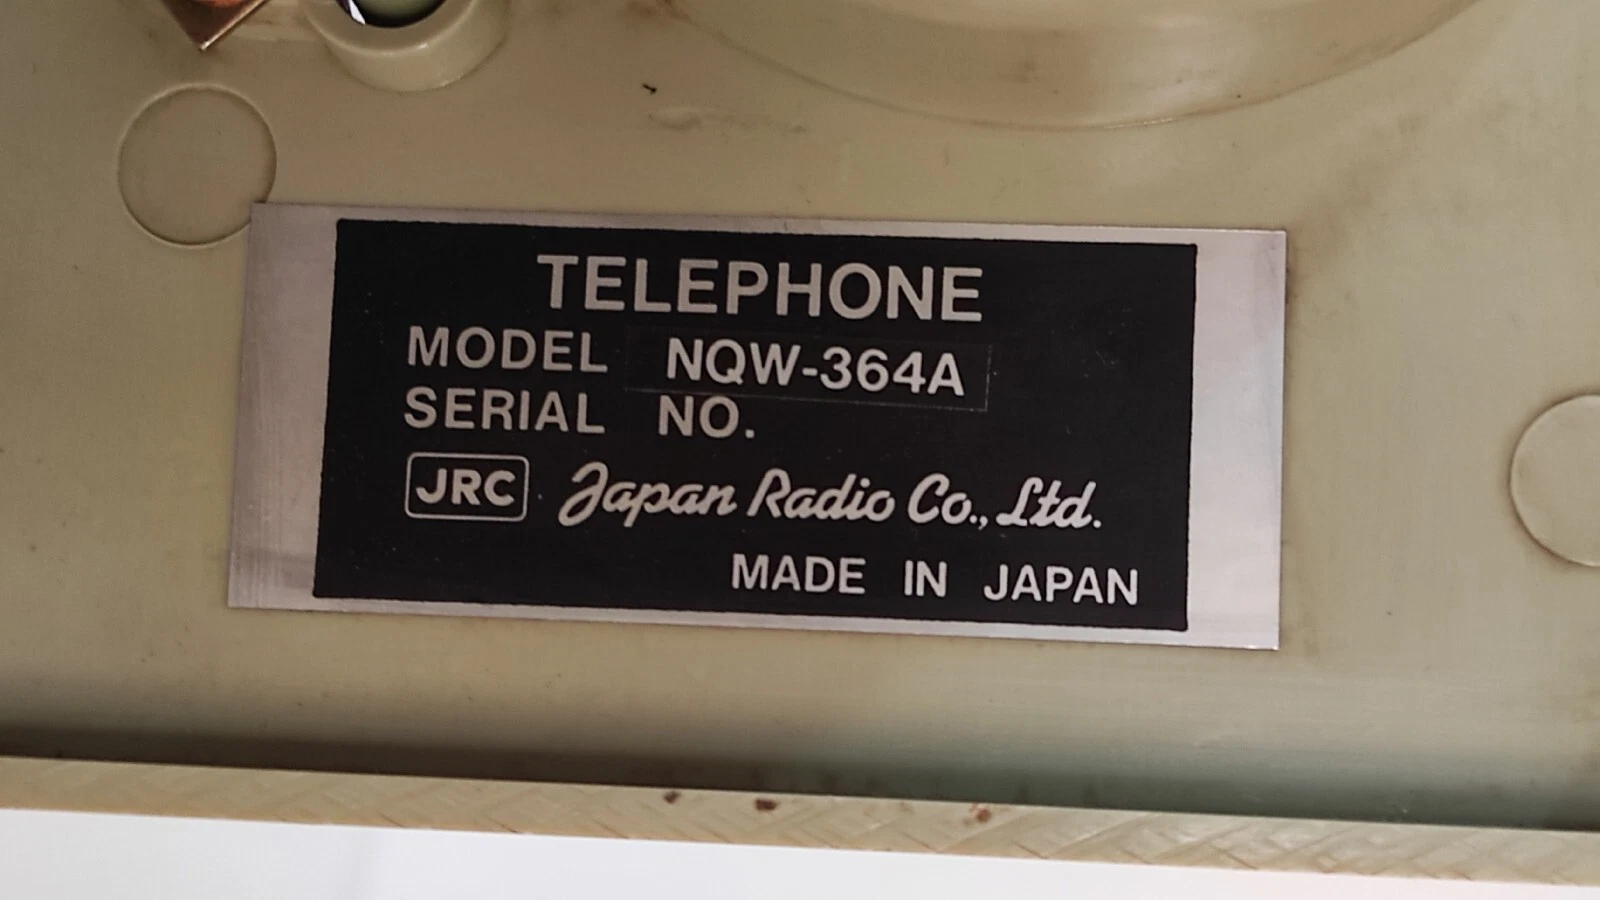 TELEPHONE
MODEL NQW-364A
SERIAL NO.
JRC Japan Radio Co., Ltd.
MADE IN JAPAN